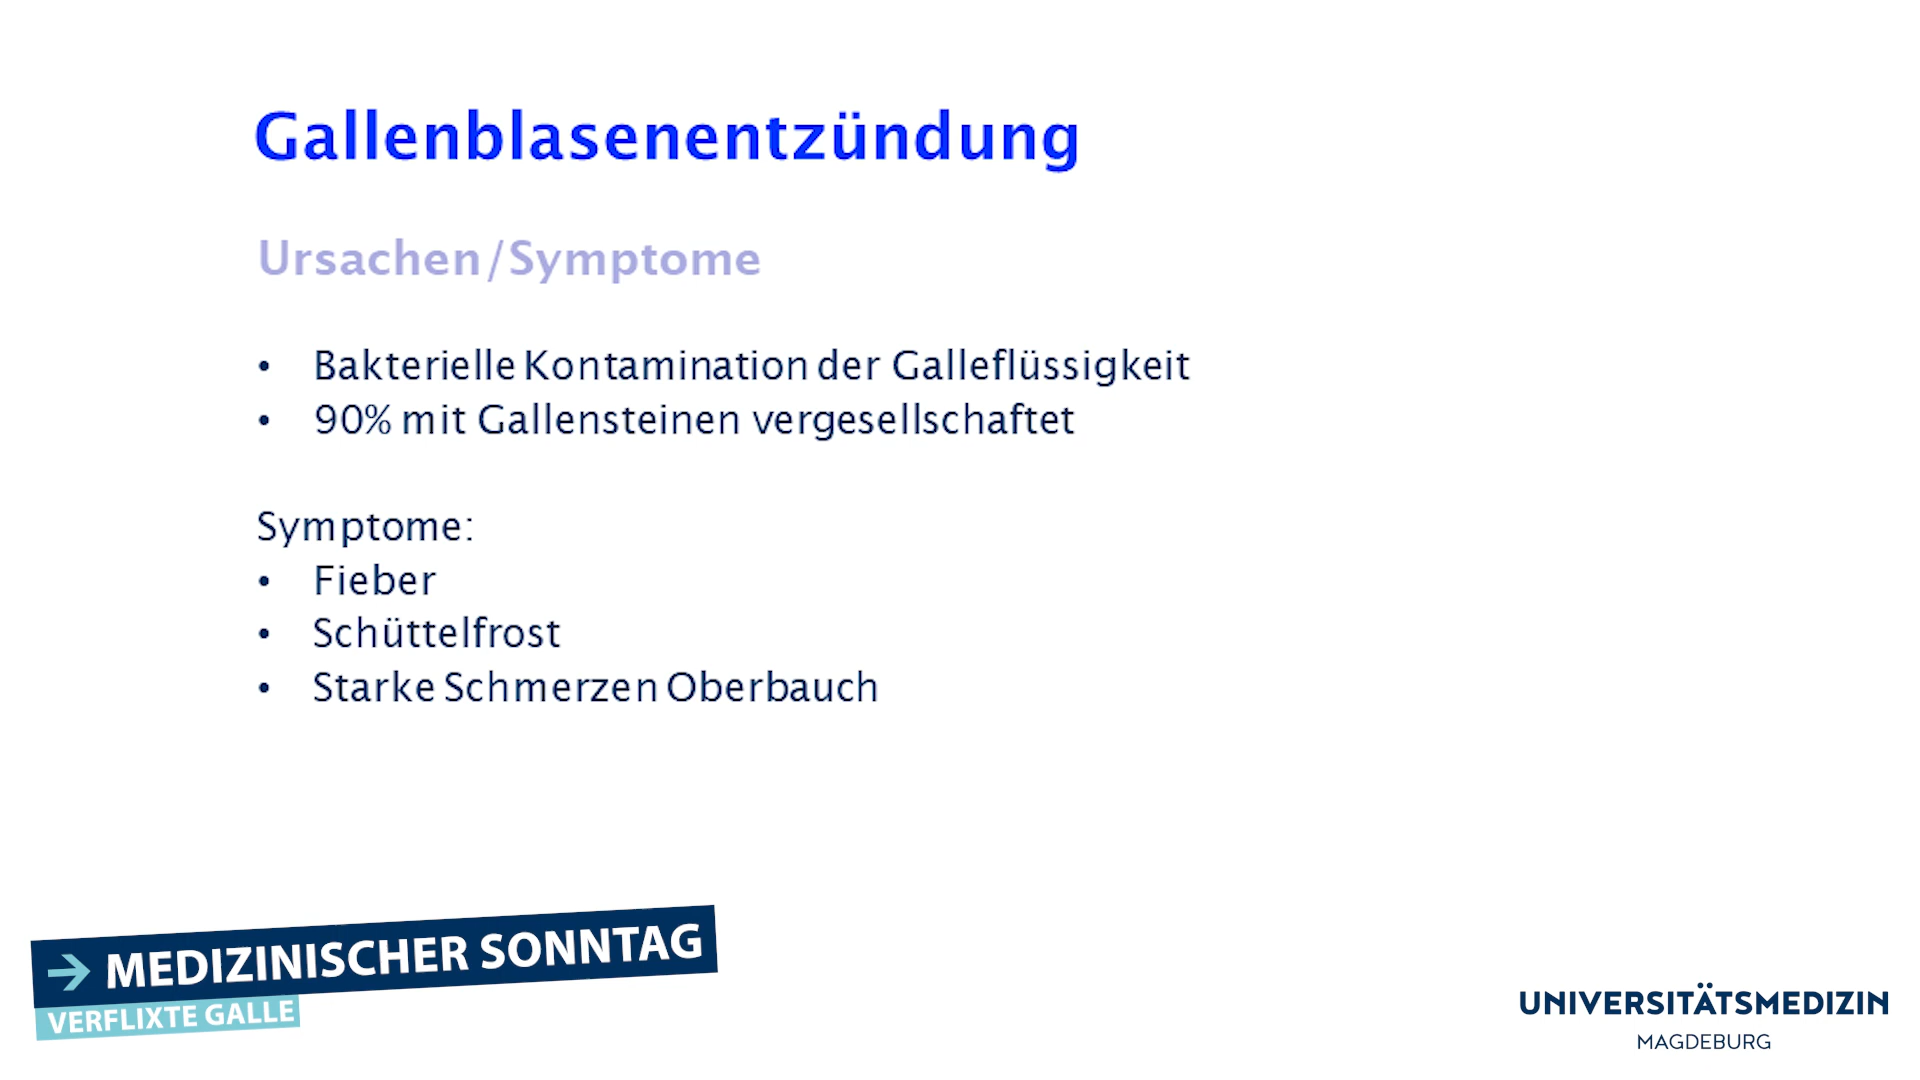 Gallenblasenentzündung
Ursachen/Symptome
• Bakterielle Kontamination der Galleflüssigkeit
• 90% mit Gallensteinen vergesellschaftet
Symptome:
• Fieber
• Schüttelfrost
• Starke Schmerzen Oberbauch
→ MEDIZINISCHER SONNTAG
VERFLIXTE GALLE
UNIVERSITÄTSMEDIZIN
MAGDEBURG